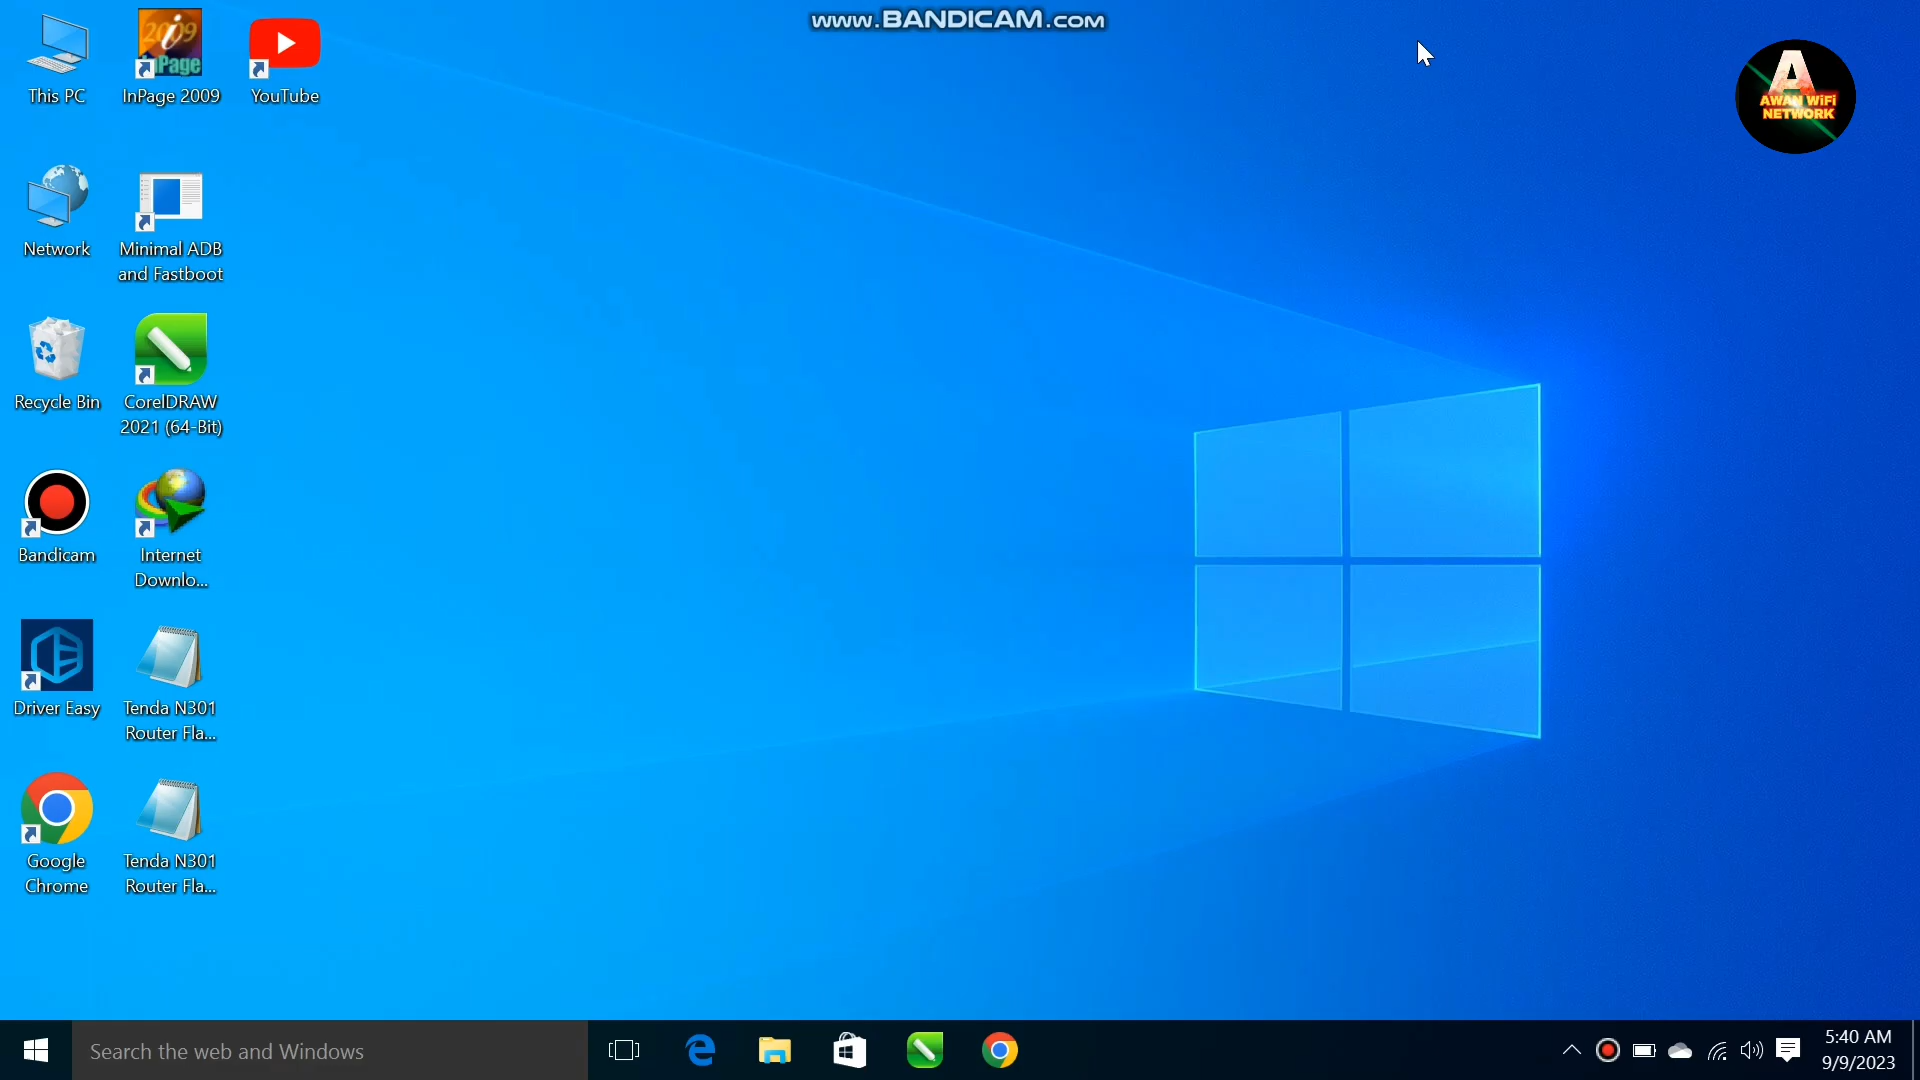 www.BANDICAM.com
This PC
InPage 2009
YouTube
2009
InPage
A
AWAN WiFi
NETWORK
Network
Minimal ADB
and Fastboot
Recycle Bin
CorelDRAW
2021 (64-Bit)
Bandicam
Internet
Downlo...
Driver Easy
Tenda N301
Router Fla...
Google
Chrome
Tenda N301
Router Fla...
Search the web and Windows
5:40 AM
9/9/2023